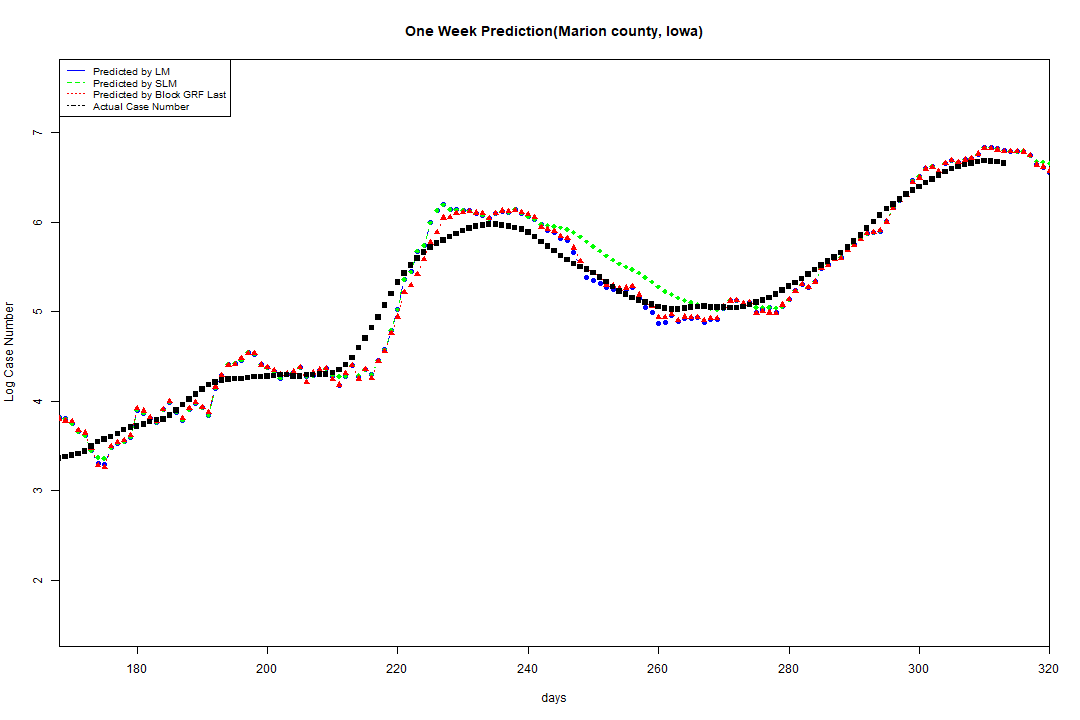 One Week Prediction(Marion county, Iowa)
Predicted by LM
Predicted by SLM
Predicted by Block GRF Last
Actual Case Number
Log Case Number
7
6
5
4
3
2
180 200 220 240 260 280 300 320
days